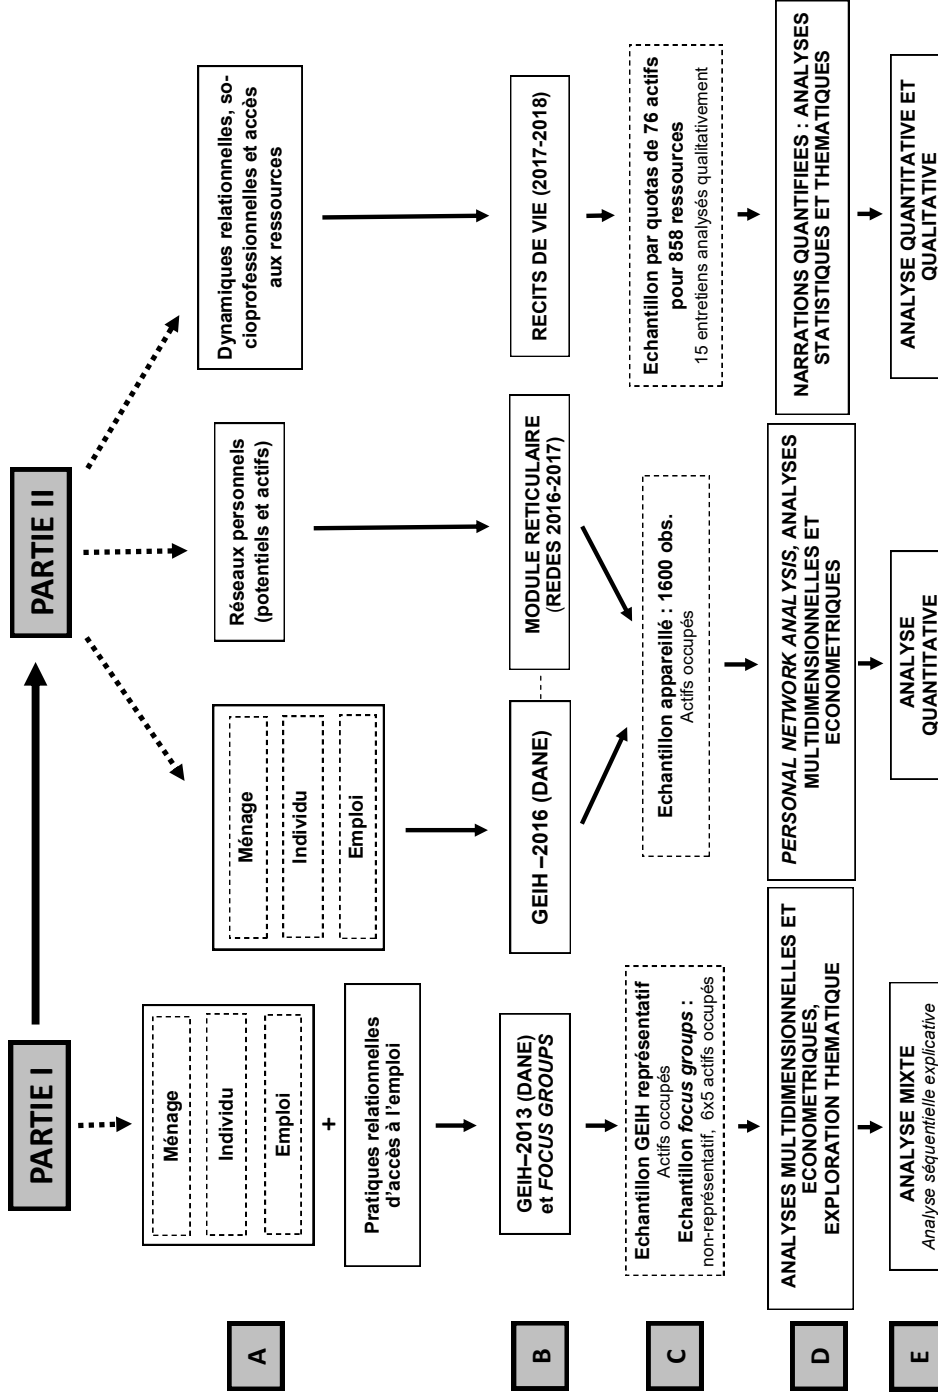 PARTIE I
PARTIE II
A
Ménage
Individu
Emploi
+
Pratiques relationnelles
d'accès à l'emploi
Ménage
Individu
Emploi
Réseaux personnels
(potentiels et actifs)
Dynamiques relationnelles, so-
cioprofessionnelles et accès
aux ressources
B
GEIH–2013 (DANE)
et FOCUS GROUPS
GEIH –2016 (DANE)
MODULE RETICULAIRE
(REDES 2016-2017)
RECITS DE VIE (2017-2018)
C
Echantillon GEIH représentatif
Actifs occupés
Echantillon focus groups :
non-représentif, 6x5 actifs occupés
Echantillon appareillé : 1600 obs.
Actifs occupés
Echantillon par quotas de 76 actifs
pour 858 ressources
15 entretiens analysés qualitativement
D
ANALYSES MULTIDIMENSIONNELLES ET
ECONOMETRIQUES,
EXPLORATION THEMATIQUE
PERSONAL NETWORK ANALYSIS, ANALYSES
MULTIDIMENSIONNELLES ET
ECONOMETRIQUES
NARRATIONS QUANTIFIEES : ANALYSES
STATISTIQUES ET THEMATIQUES
E
ANALYSE MIXTE
Analyse séquentielle explicative
ANALYSE
QUANTITATIVE
ANALYSE QUANTITATIVE ET
QUALITATIVE